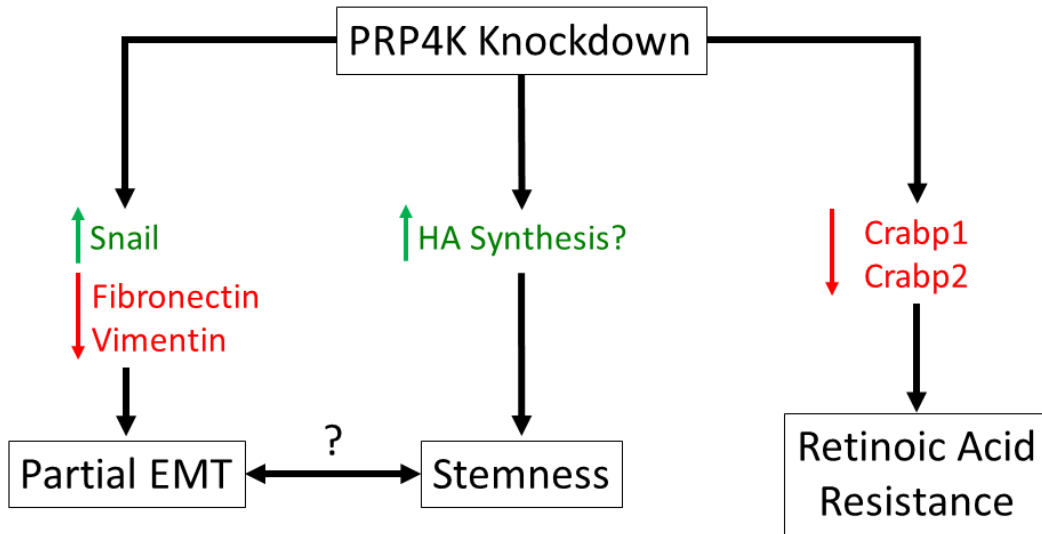 PRP4K Knockdown
Snail
Fibronectin
Vimentin
HA Synthesis?
Crabp1
Crabp2
Partial EMT
?
Stemness
Retinoic Acid
Resistance